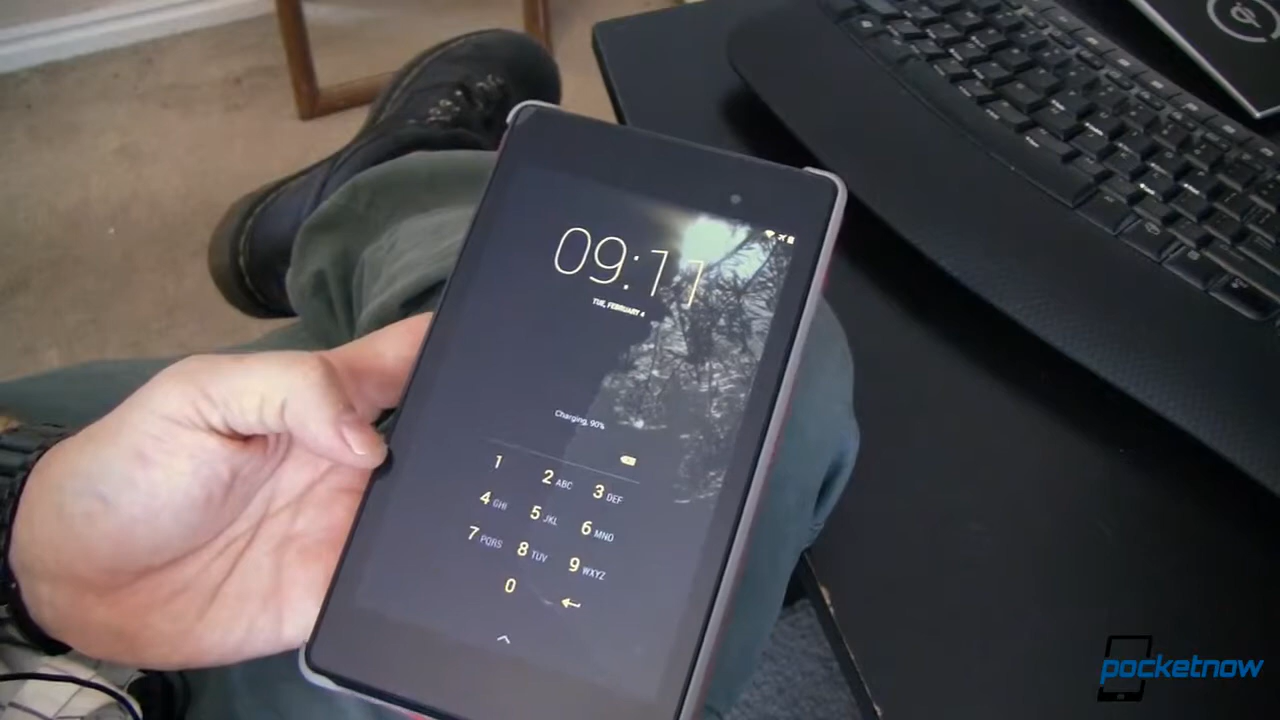 09:11
TUE, FEBRUARY 4
Charging, 90%
1
2 ABC
3 DEF
4 GHI
5 JKL
6 MNO
7 PQRS
8 TUV
9 WXYZ
0
pocketnow